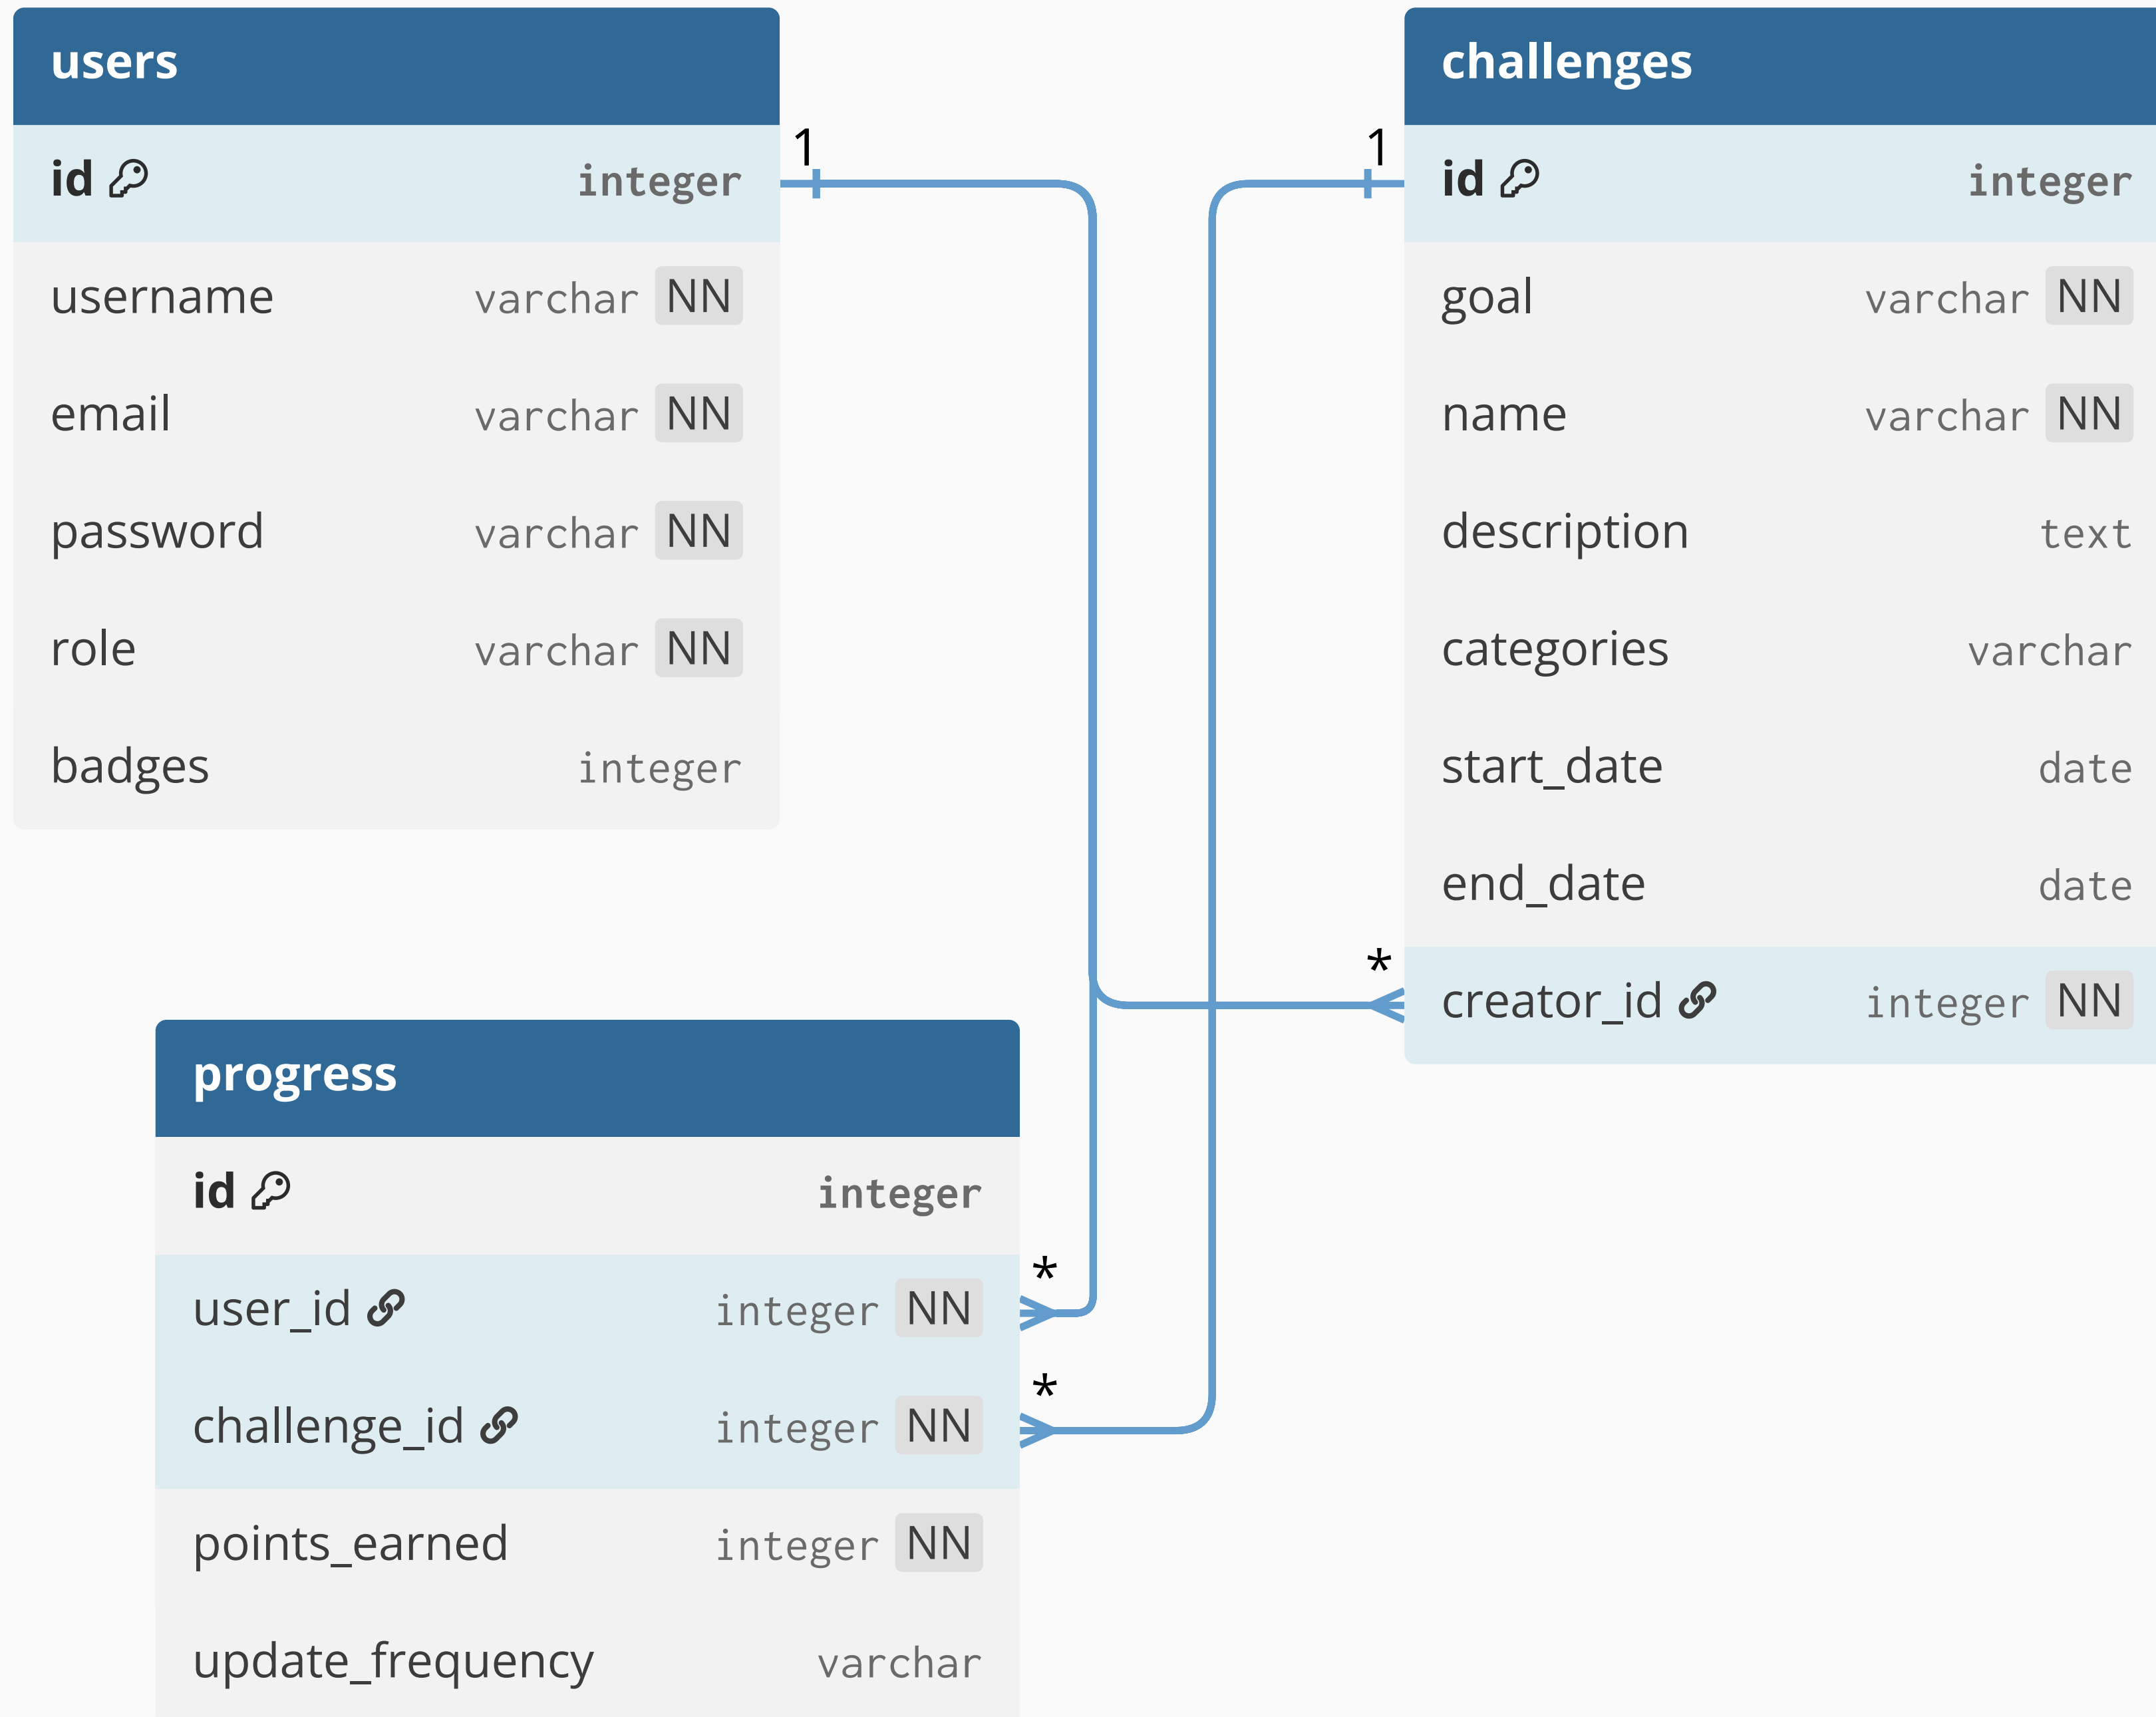 users
id integer
username varchar NN
email varchar NN
password varchar NN
role varchar NN
badges integer
1
1
challenges
id integer
goal varchar NN
name varchar NN
description text
categories varchar
start_date date
end_date date
* creator_id integer NN
progress
id integer
user_id integer NN *
challenge_id integer NN *
points_earned integer NN
update_frequency varchar